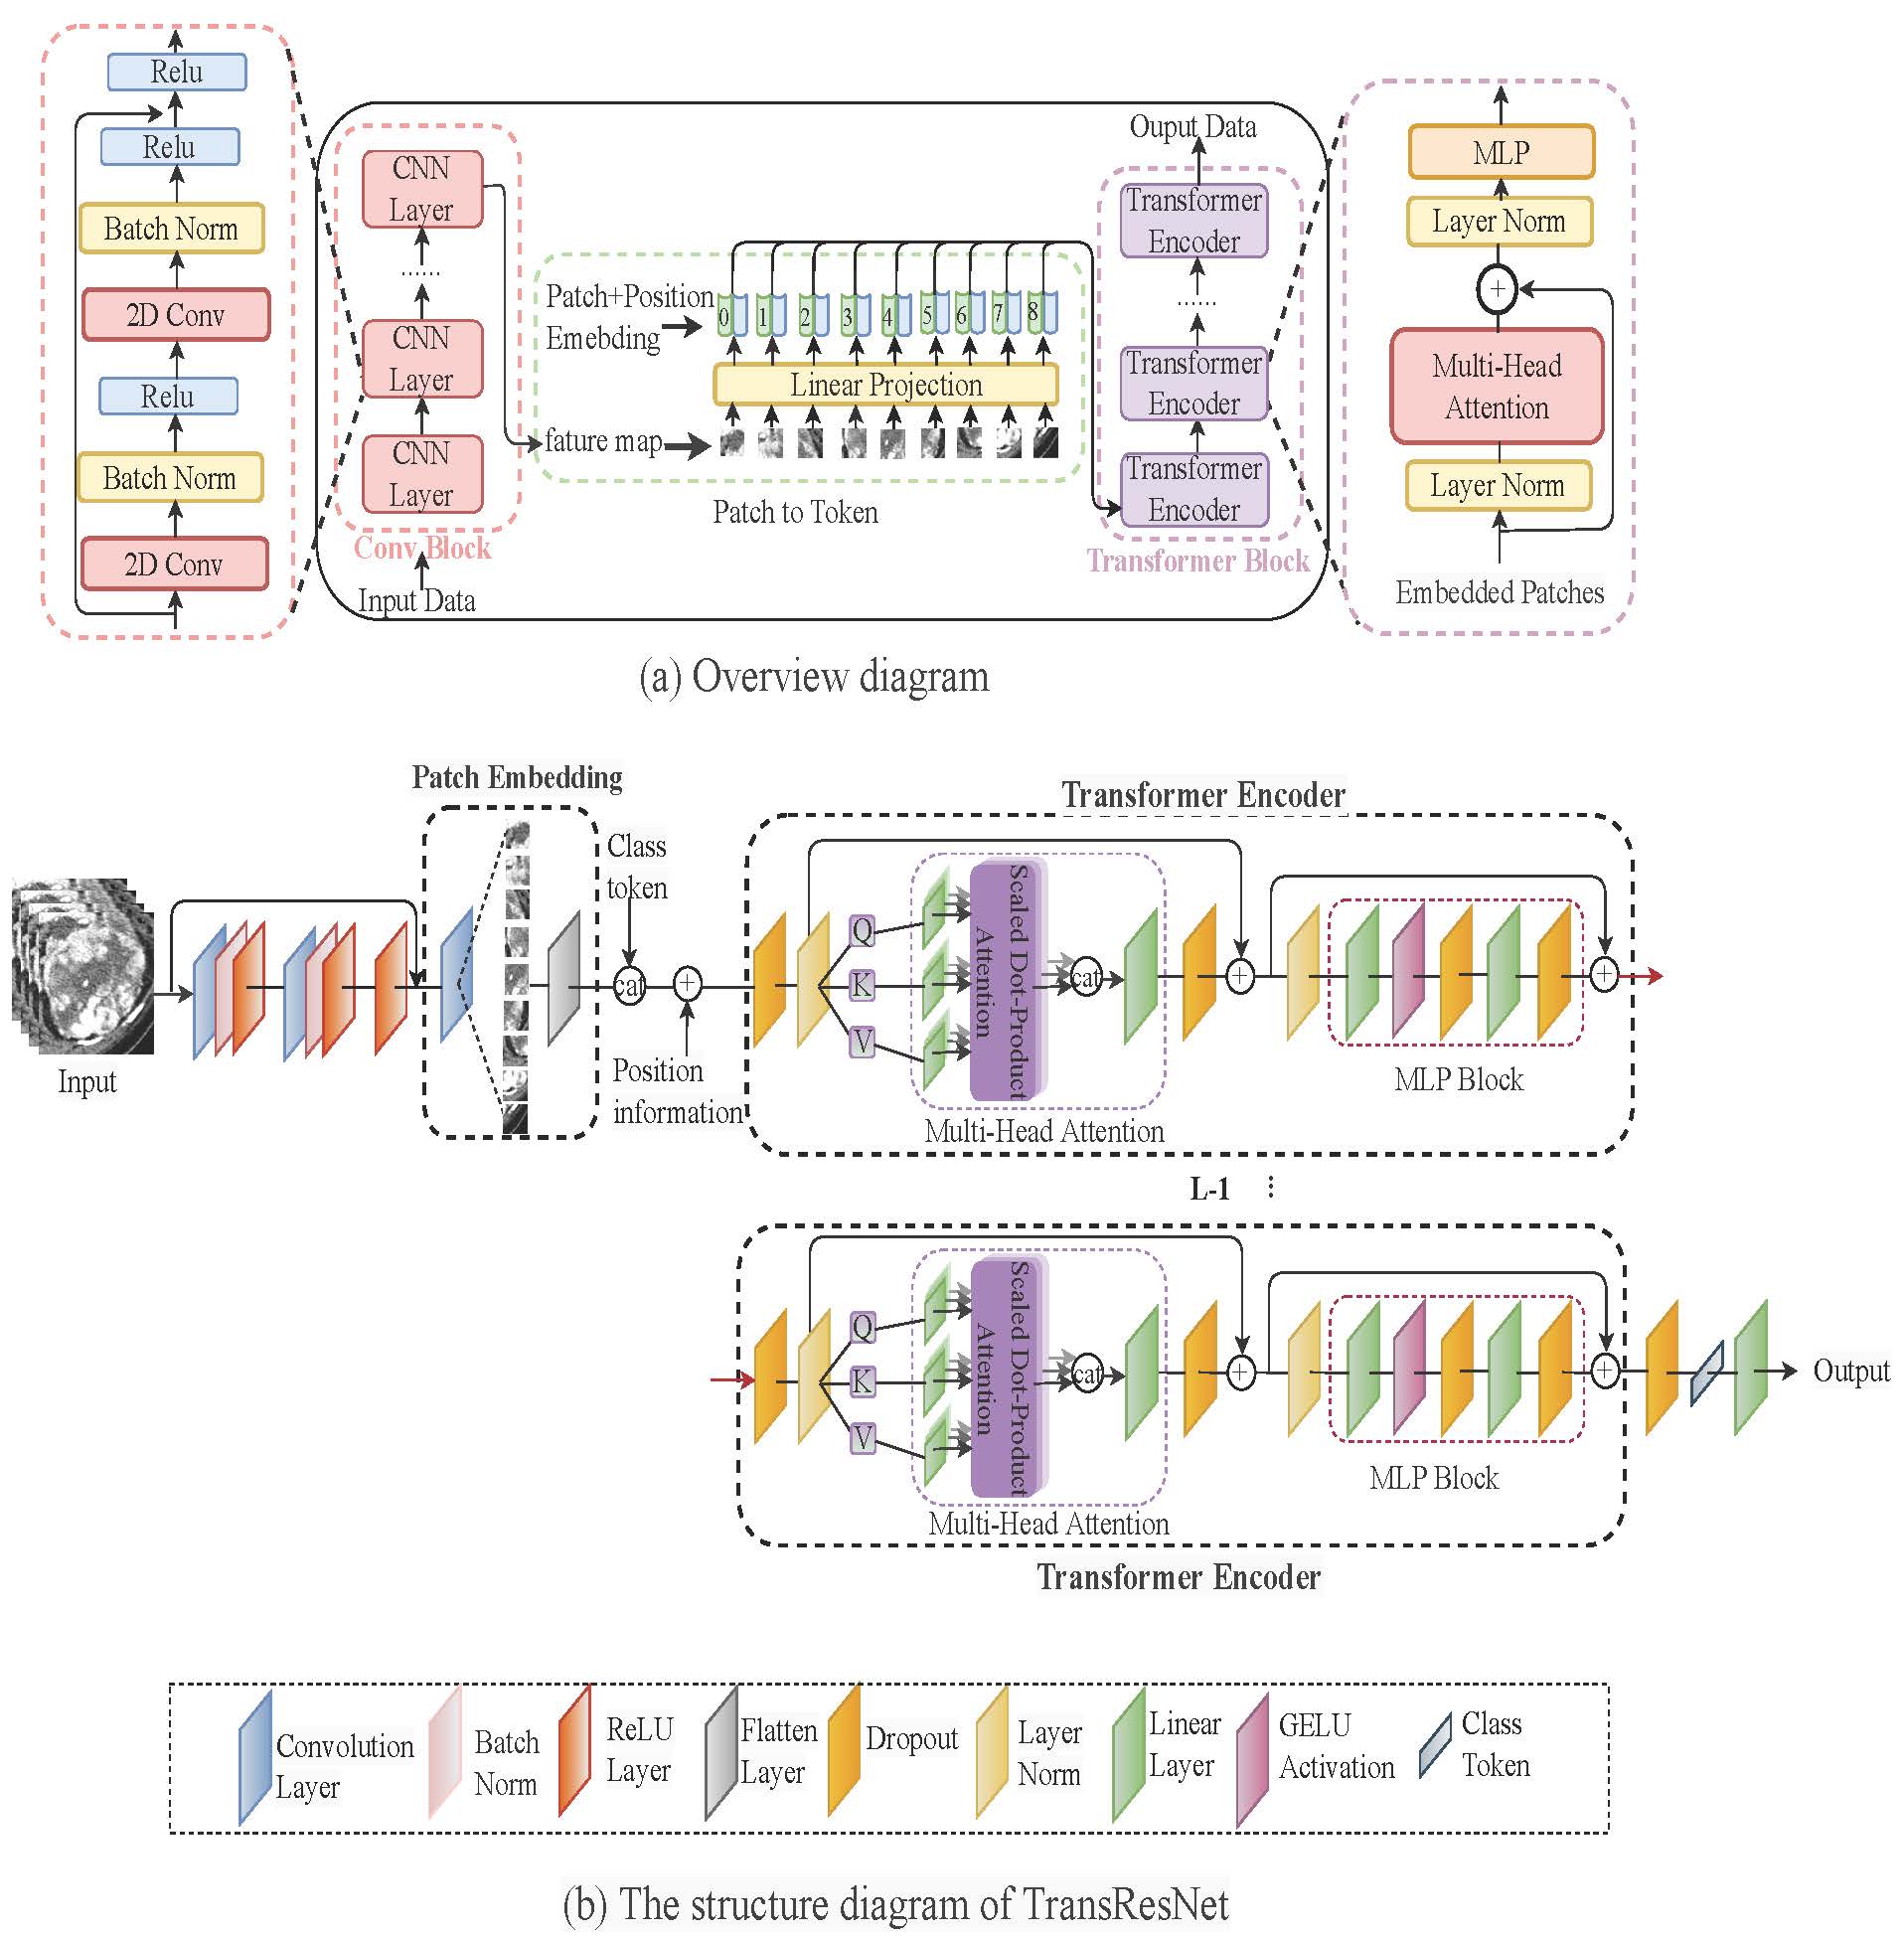 Relu
Relu
Batch Norm
2D Conv
Relu
Batch Norm
2D Conv
CNN
Layer
......
CNN
Layer
CNN
Layer
Conv Block
Input Data
Patch+Position
Emebding
0 1 2 3 4 5 6 7 8
Linear Projection
fature map
Patch to Token
Ouput Data
Transformer
Encoder
......
Transformer
Encoder
Transformer
Encoder
Transformer Block
MLP
Layer Norm
+
Multi-Head
Attention
Layer Norm
Embedded Patches
(a) Overview diagram
Patch Embedding
Input
Class
token
cat
+
Position
information
Transformer Encoder
Q
K
V
Scaled Dot-Product
Attention
cat
+
+
Multi-Head Attention
MLP Block
L-1
Q
K
V
Scaled Dot-Product
Attention
cat
+
+
Output
Multi-Head Attention
MLP Block
Transformer Encoder
Convolution
Layer
Batch
Norm
ReLU
Layer
Flatten
Layer
Dropout
Layer
Norm
Linear
Layer
GELU
Activation
Class
Token
(b) The structure diagram of TransResNet